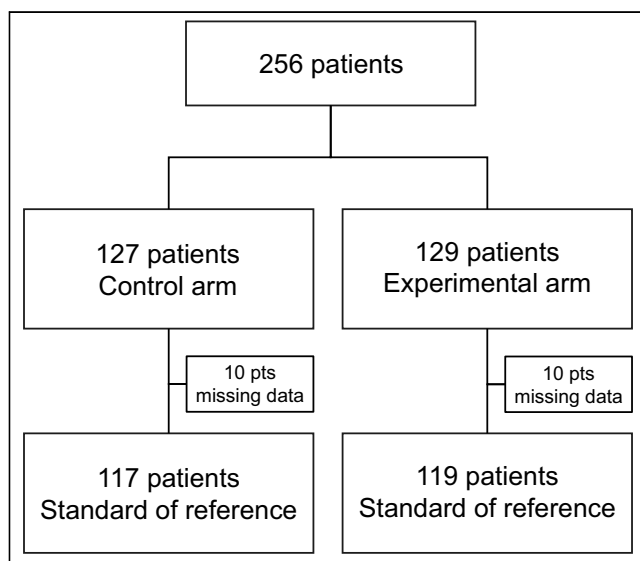 256 patients
127 patients
Control arm
129 patients
Experimental arm
10 pts
missing data
10 pts
missing data
117 patients
Standard of reference
119 patients
Standard of reference